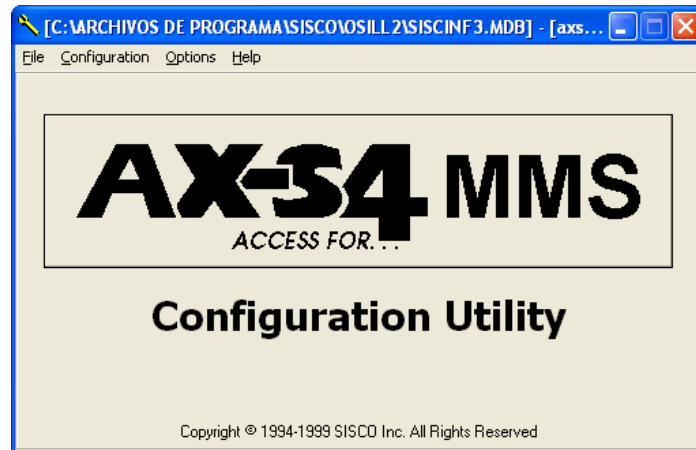 [C:\ARCHIVOS DE PROGRAMA\SISCO\OSILL2\SISCINF3.MDB] - [axs...
File Configuration Options Help
AX-S4 MMS
ACCESS FOR...
Configuration Utility
Copyright © 1994-1999 SISCO Inc. All Rights Reserved